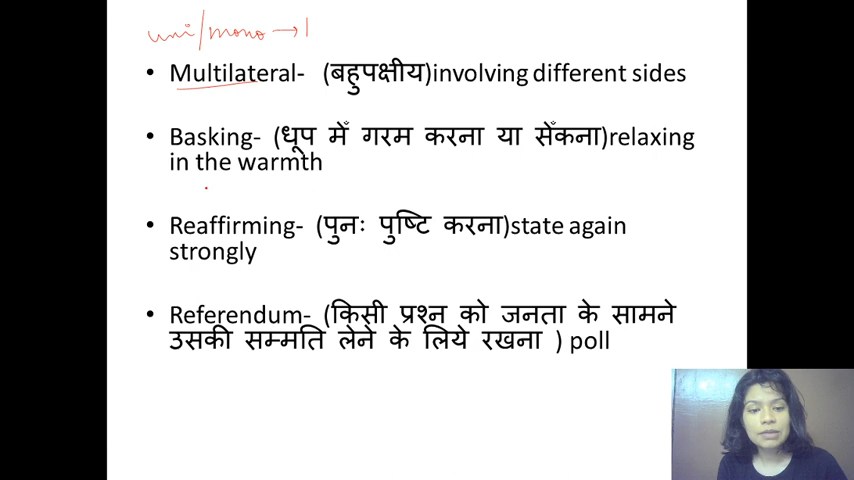 uni/mono → 1
• Multilateral- (बहुपक्षीय)involving different sides
• Basking- (धूप मेँ गरम करना या सेँकना)relaxing
in the warmth
• Reaffirming- (पुनः पुष्टि करना)state again
strongly
• Referendum- (किसी प्रश्न को जनता के सामने
उसकी सम्मति लेने के लिये रखना ) poll